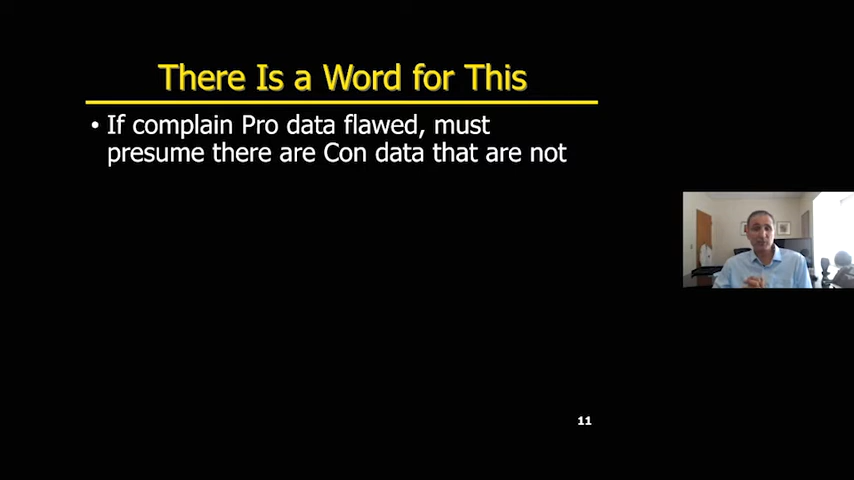 There Is a Word for This
• If complain Pro data flawed, must
presume there are Con data that are not
11